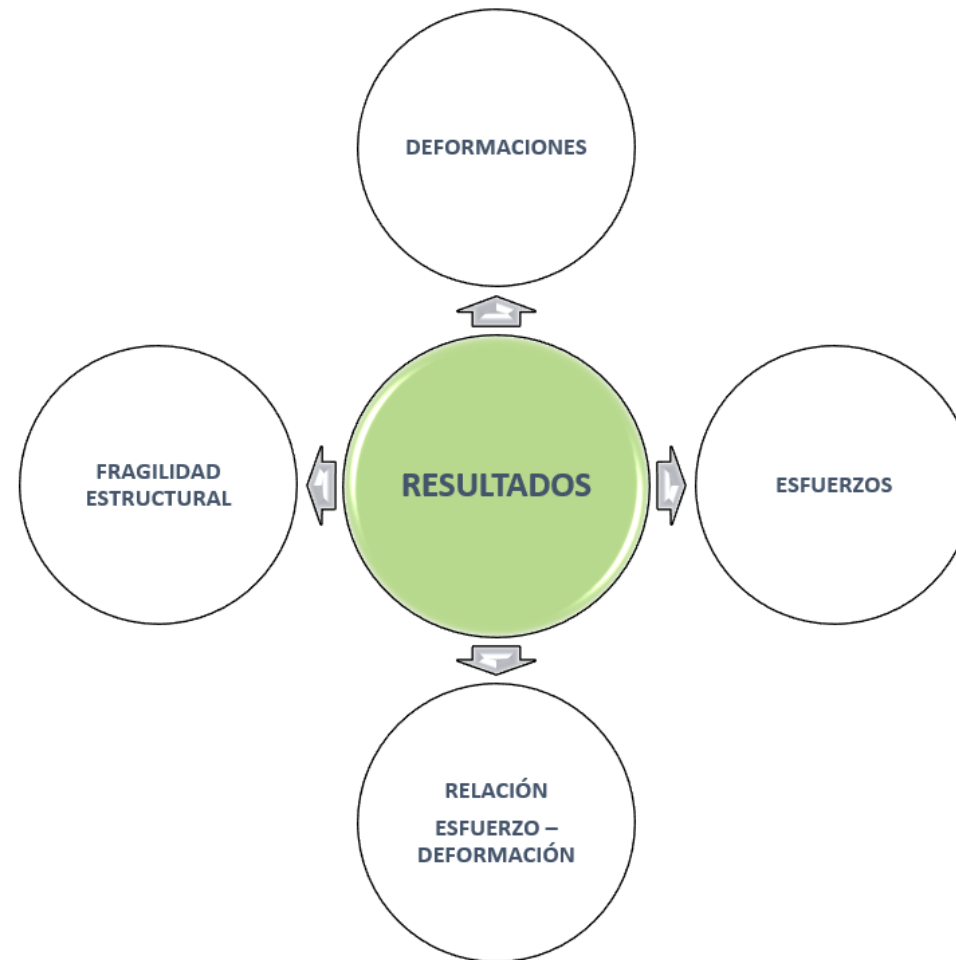 DEFORMACIONES
FRAGILIDAD
ESTRUCTURAL
RESULTADOS
ESFUERZOS
RELACIÓN
ESFUERZO –
DEFORMACIÓN